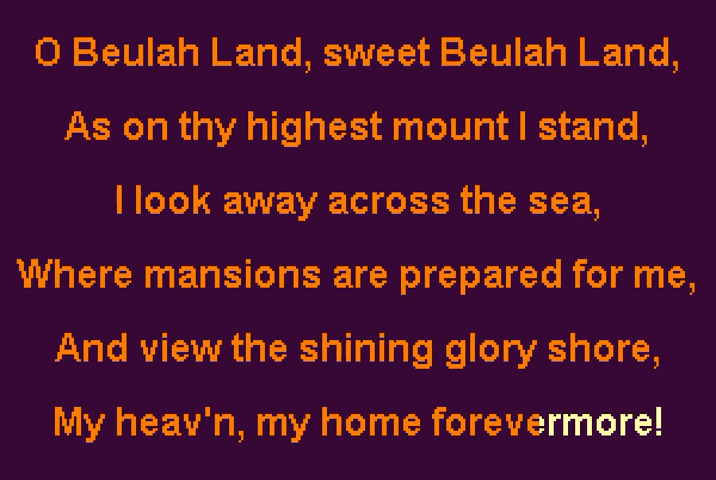 O Beulah Land, sweet Beulah Land,
As on thy highest mount I stand,
I look away across the sea,
Where mansions are prepared for me,
And view the shining glory shore,
My heav'n, my home forevermore!